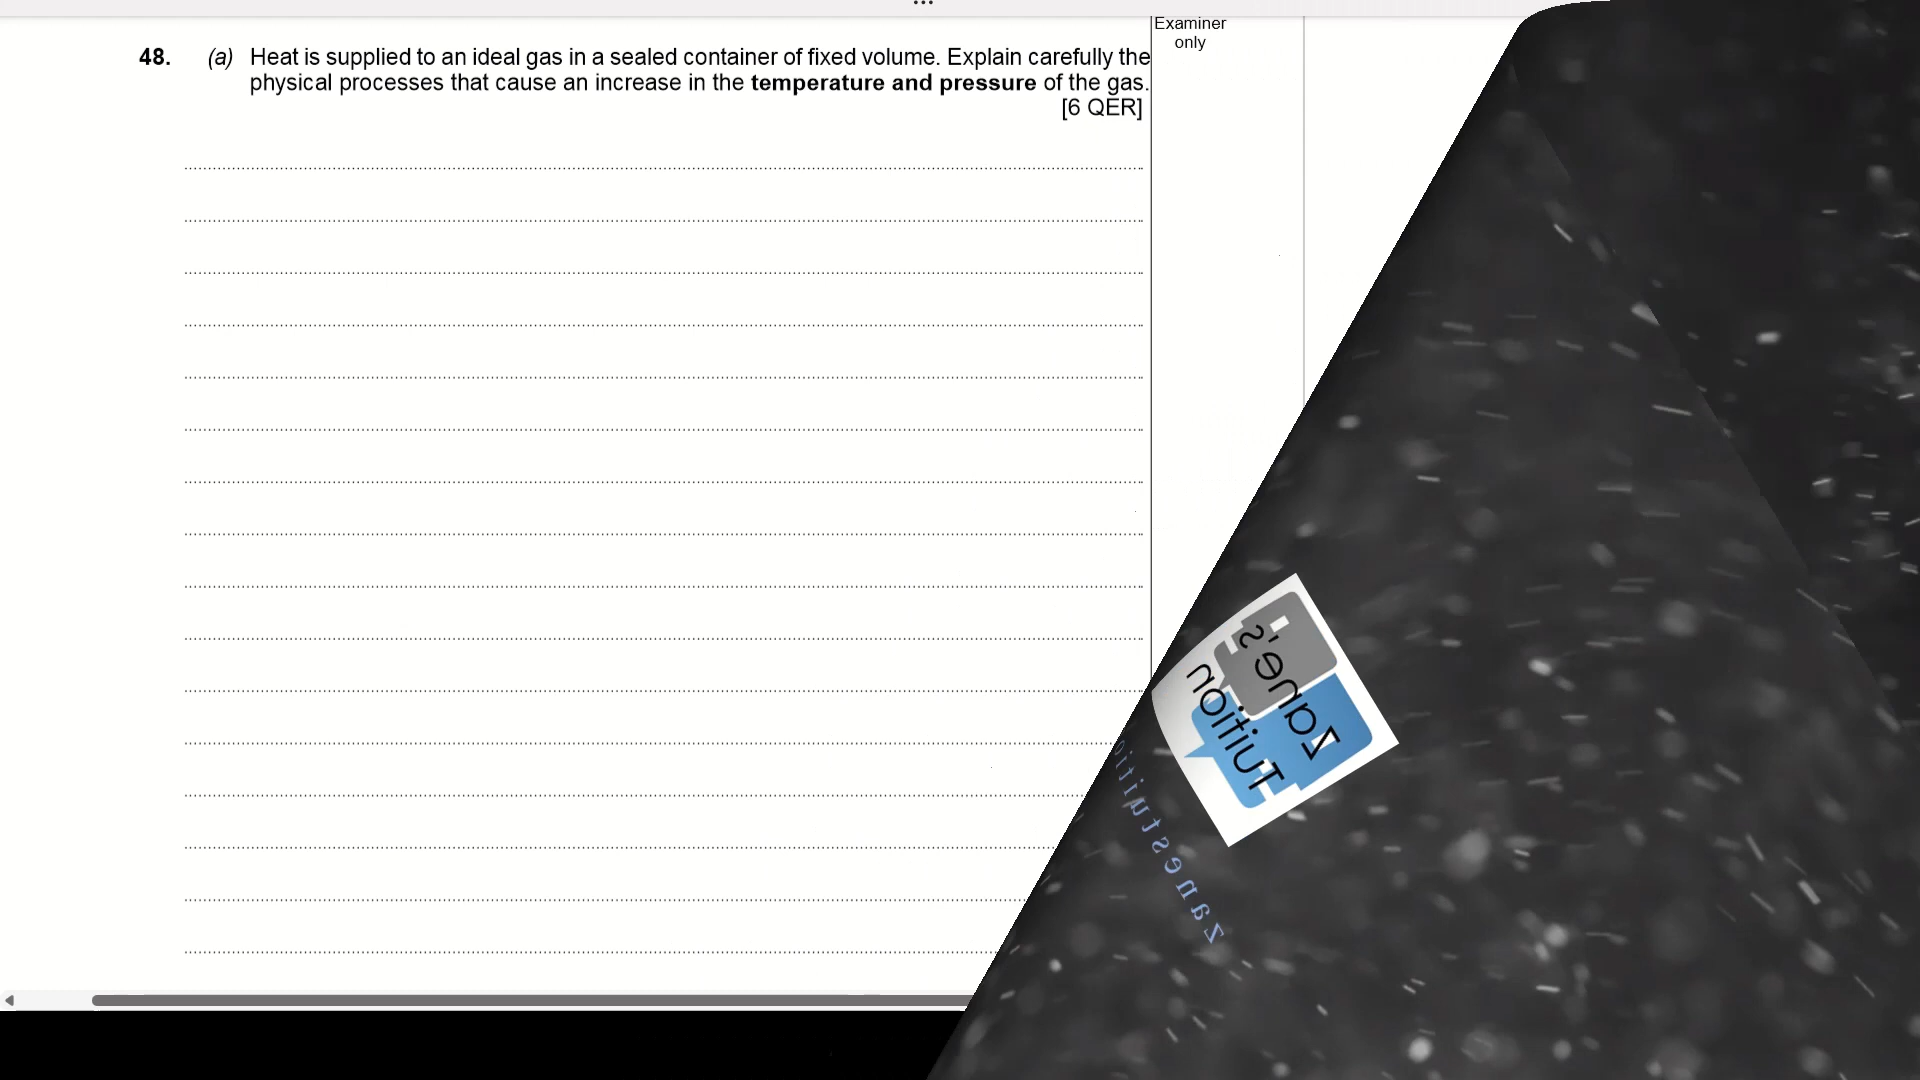 Examiner
only
48. (a) Heat is supplied to an ideal gas in a sealed container of fixed volume. Explain carefully the
physical processes that cause an increase in the temperature and pressure of the gas.
[6 QER]
Zane's
Tuition
zanestuitio